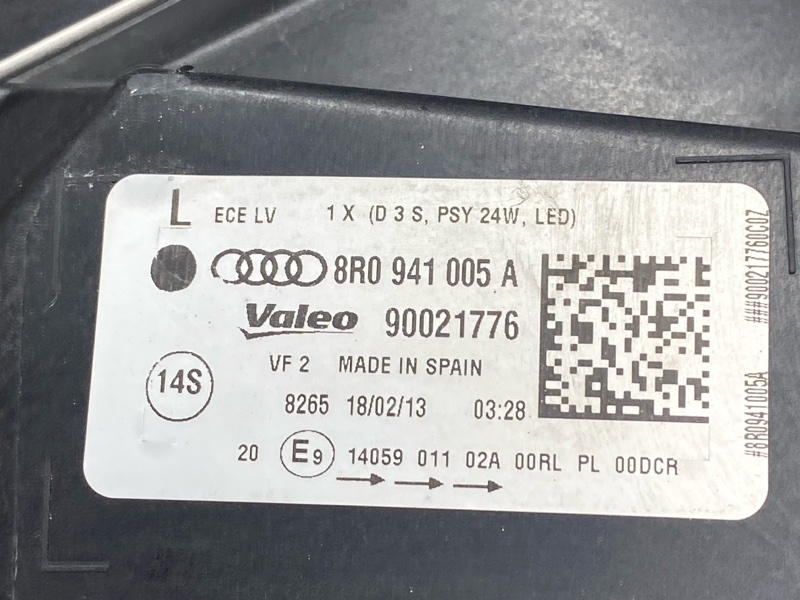 L ECE LV 1 X (D 3 S, PSY 24W, LED)
8R0 941 005 A
Valeo 90021776
VF 2 MADE IN SPAIN
14S
8265 18/02/13 03:28
20 E9 14059 011 02A 00RL PL 00DCR
#8R0941005A ###900217760C0Z